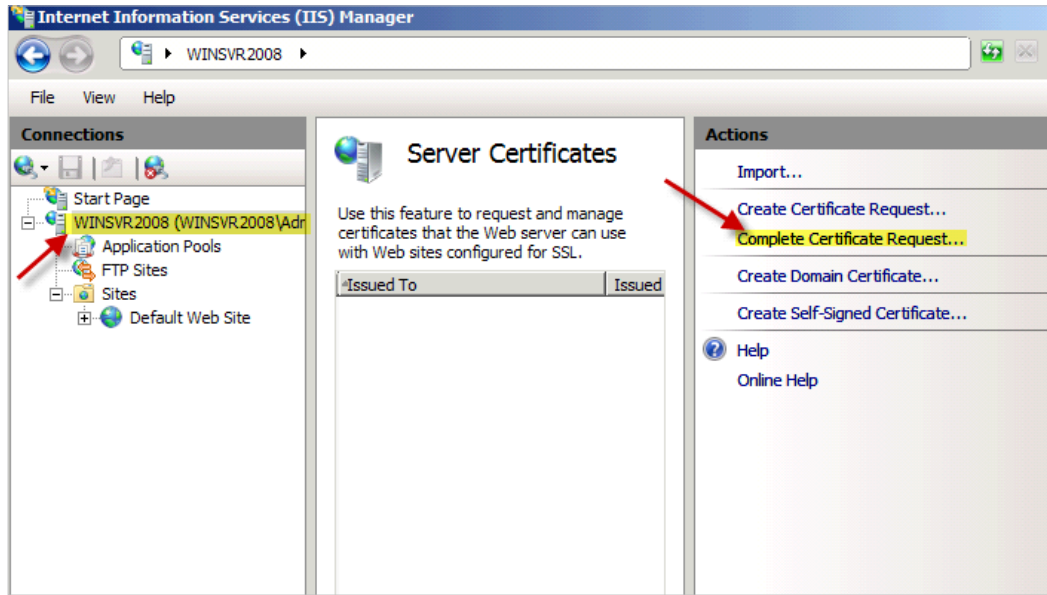 Internet Information Services (IIS) Manager
WINSVR2008
File View Help
Connections
Start Page
WINSVR2008 (WINSVR2008\Adr
Application Pools
FTP Sites
Sites
Default Web Site
Server Certificates
Use this feature to request and manage
certificates that the Web server can use
with Web sites configured for SSL.
Issued To Issued
Actions
Import...
Create Certificate Request...
Complete Certificate Request...
Create Domain Certificate...
Create Self-Signed Certificate...
Help
Online Help